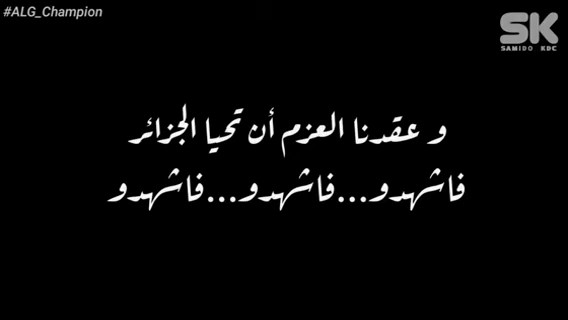 #ALG_Champion
SK
SAMIDO KDC
و عقدنا العزم أن تحيا الجزائر
فاشهدو...فاشهدو...فاشهدو